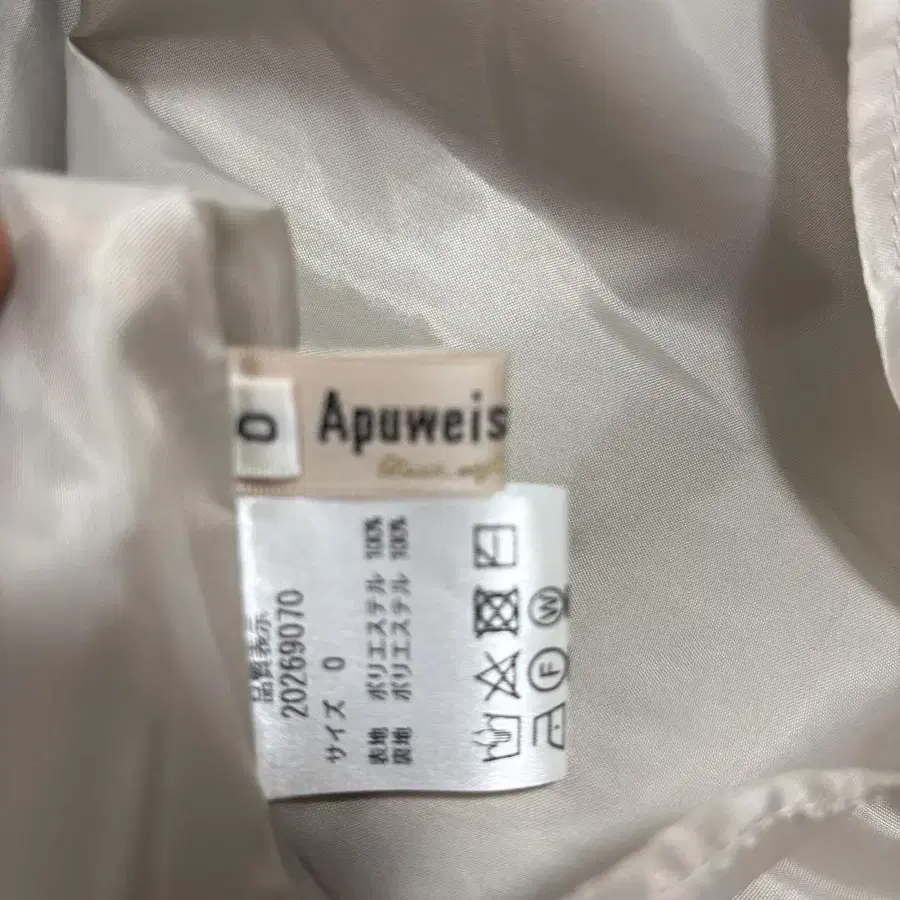 0
Apuweis
品質表示
20269070
サイズ 0
表地 ポリエステル 100%
裏地 ポリエステル 100%
F
W